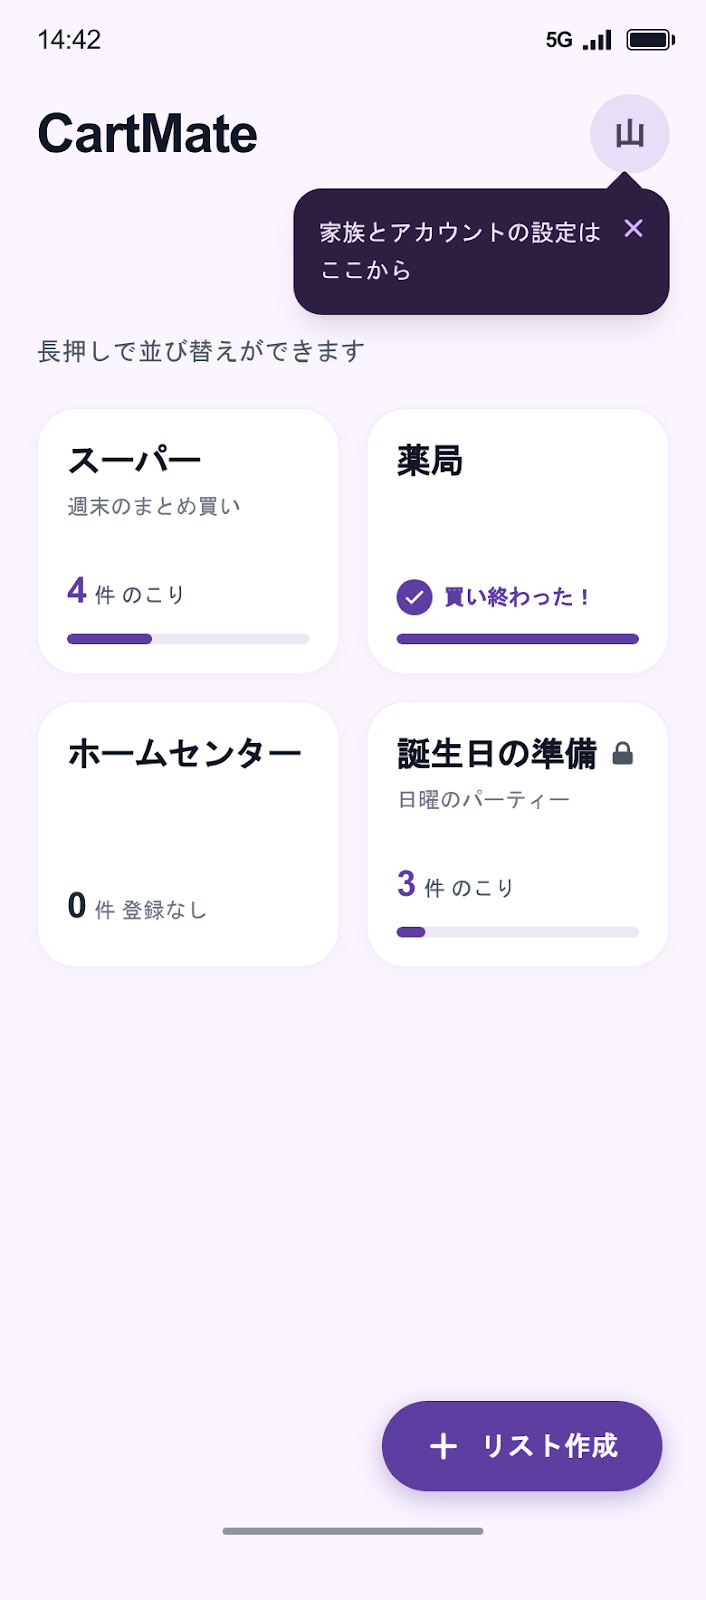 14:42
5G
CartMate
山
家族とアカウントの設定は
ここから
長押しで並び替えができます
スーパー
週末のまとめ買い
4 件 のこり
薬局
買い終わった！
ホームセンター
0 件 登録なし
誕生日の準備
日曜のパーティー
3 件 のこり
リスト作成